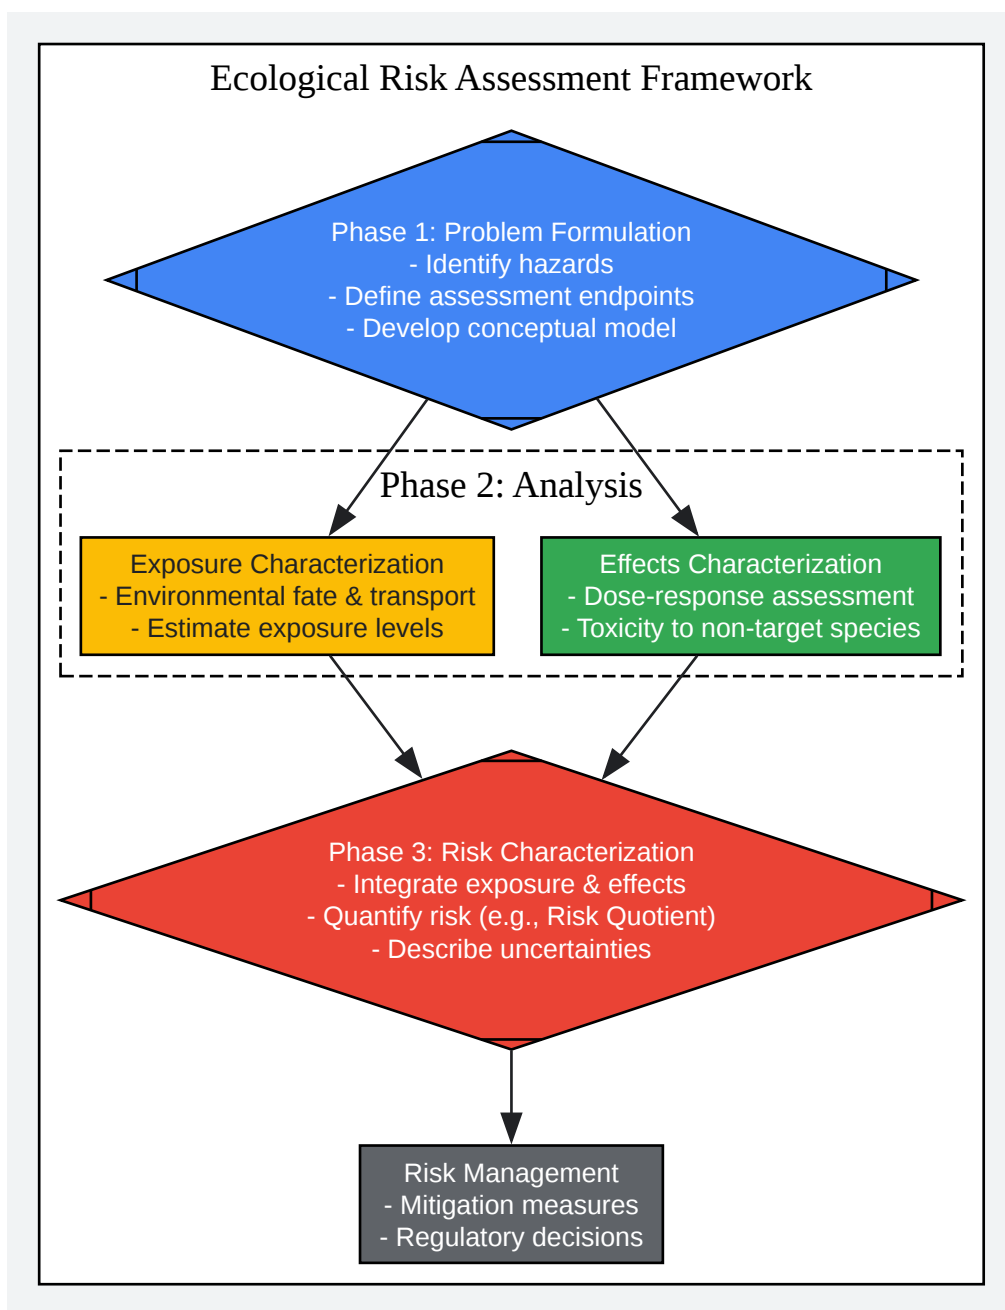 Ecological Risk Assessment Framework
Phase 1: Problem Formulation
- Identify hazards
- Define assessment endpoints
- Develop conceptual model
Phase 2: Analysis
Exposure Characterization
- Environmental fate & transport
- Estimate exposure levels
Effects Characterization
- Dose-response assessment
- Toxicity to non-target species
Phase 3: Risk Characterization
- Integrate exposure & effects
- Quantify risk (e.g., Risk Quotient)
- Describe uncertainties
Risk Management
- Mitigation measures
- Regulatory decisions